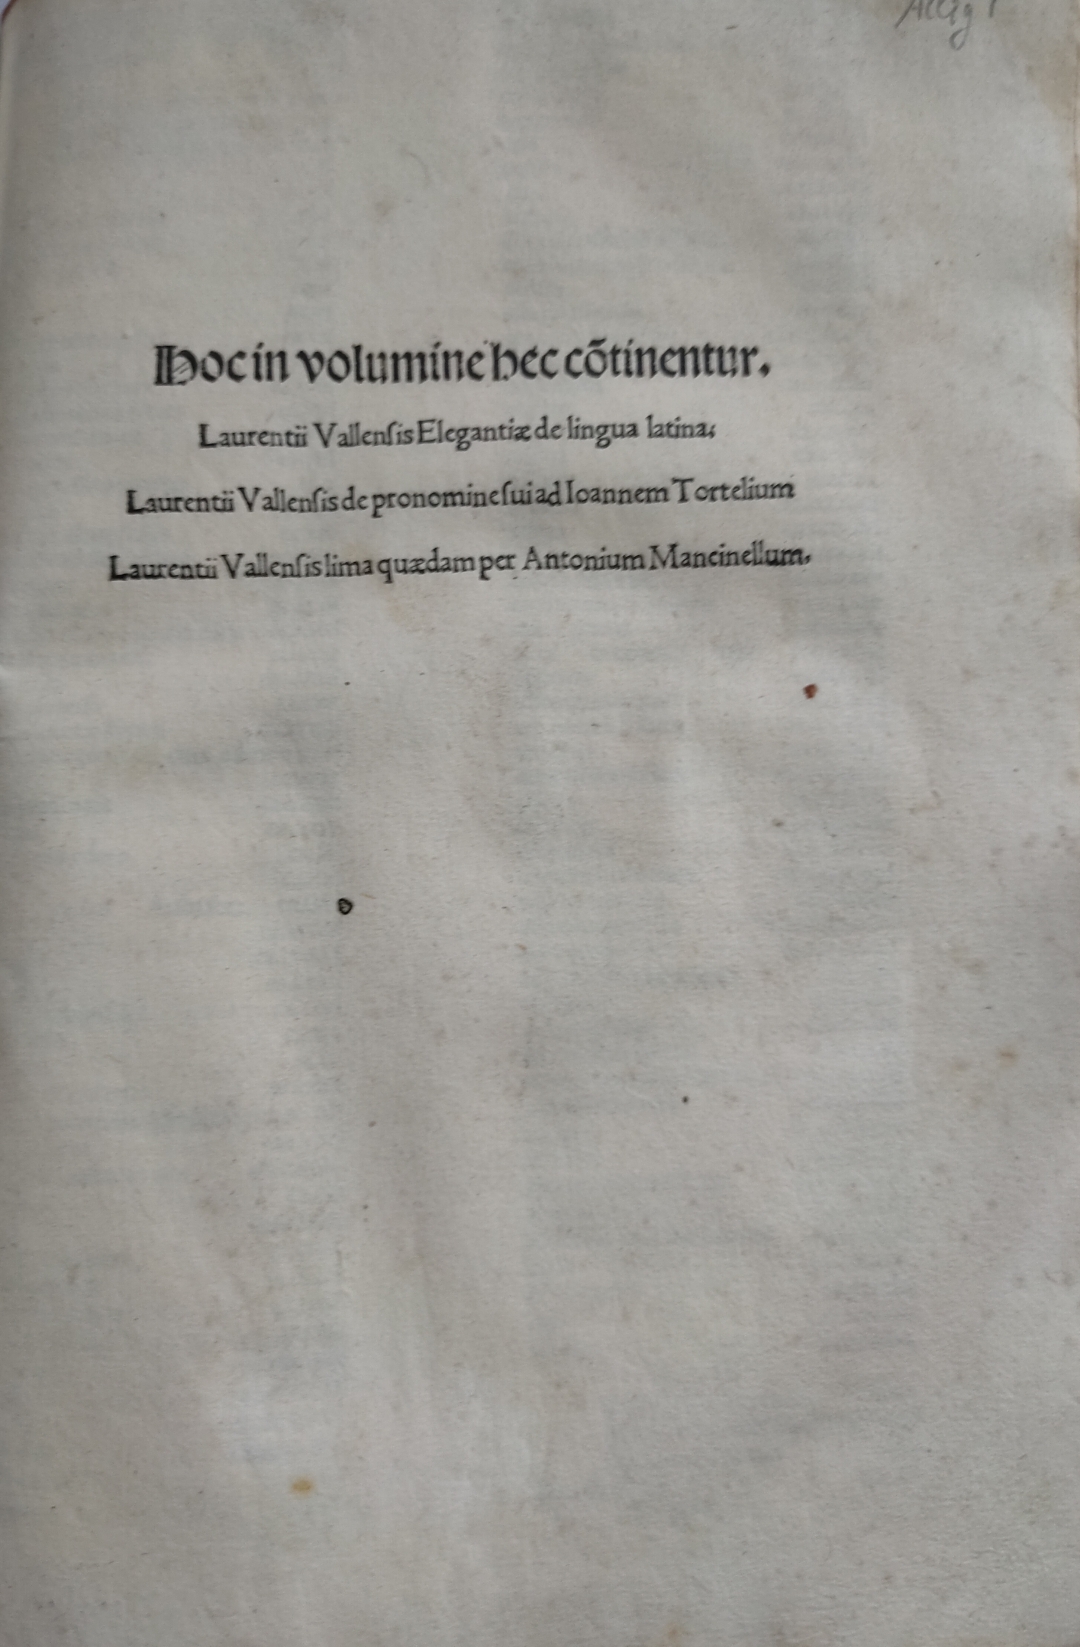 Hoc in volumine hec cõtinentur.
Laurentii Vallenſis Elegantiæ de lingua latina;
Laurentii Vallenſis de pronomine ſui ad Ioannem Tortelium
Laurentii Vallenſis lima quædam per Antonium Mancinellum.